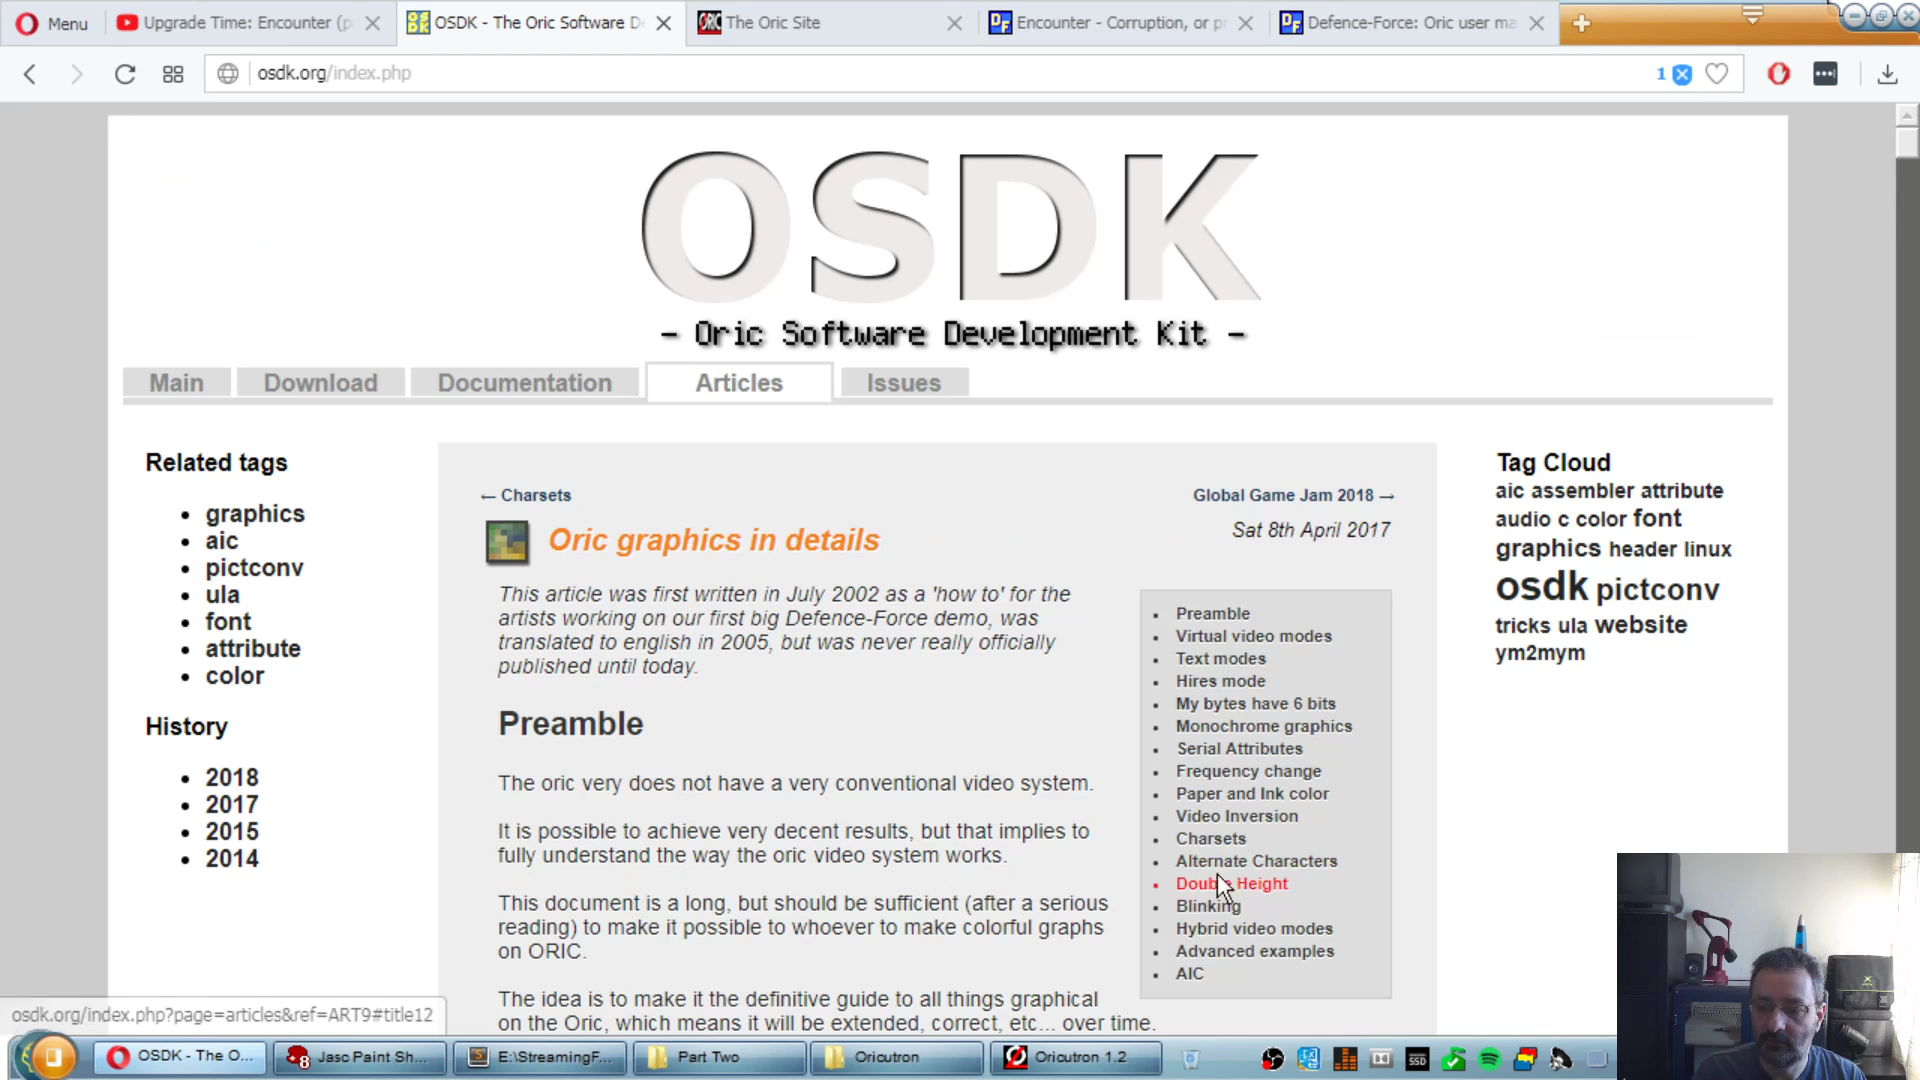 Menu
Upgrade Time: Encounter (p
OSDK - The Oric Software De
The Oric Site
Encounter - Corruption, or pr
Defence-Force: Oric user ma
osdk.org/index.php
1
OSDK
- Oric Software Development Kit -
Main
Download
Documentation
Articles
Issues
Related tags
graphics
aic
pictconv
ula
font
attribute
color
History
2018
2017
2015
2014
← Charsets
Global Game Jam 2018 →
Oric graphics in details
Sat 8th April 2017
This article was first written in July 2002 as a 'how to' for the
artists working on our first big Defence-Force demo, was
translated to english in 2005, but was never really officially
published until today.
Preamble
The oric very does not have a very conventional video system.
It is possible to achieve very decent results, but that implies to
fully understand the way the oric video system works.
This document is a long, but should be sufficient (after a serious
reading) to make it possible to whoever to make colorful graphs
on ORIC.
The idea is to make it the definitive guide to all things graphical
on the Oric, which means it will be extended, correct, etc... over time.
Preamble
Virtual video modes
Text modes
Hires mode
My bytes have 6 bits
Monochrome graphics
Serial Attributes
Frequency change
Paper and Ink color
Video Inversion
Charsets
Alternate Characters
Double Height
Blinking
Hybrid video modes
Advanced examples
AIC
Tag Cloud
aic assembler attribute
audio c color font
graphics header linux
osdk pictconv
tricks ula website
ym2mym
osdk.org/index.php?page=articles&ref=ART9#title12
OSDK - The O...
Jasc Paint Sh...
E:\StreamingF...
Part Two
Oricutron
Oricutron 1.2
SSD